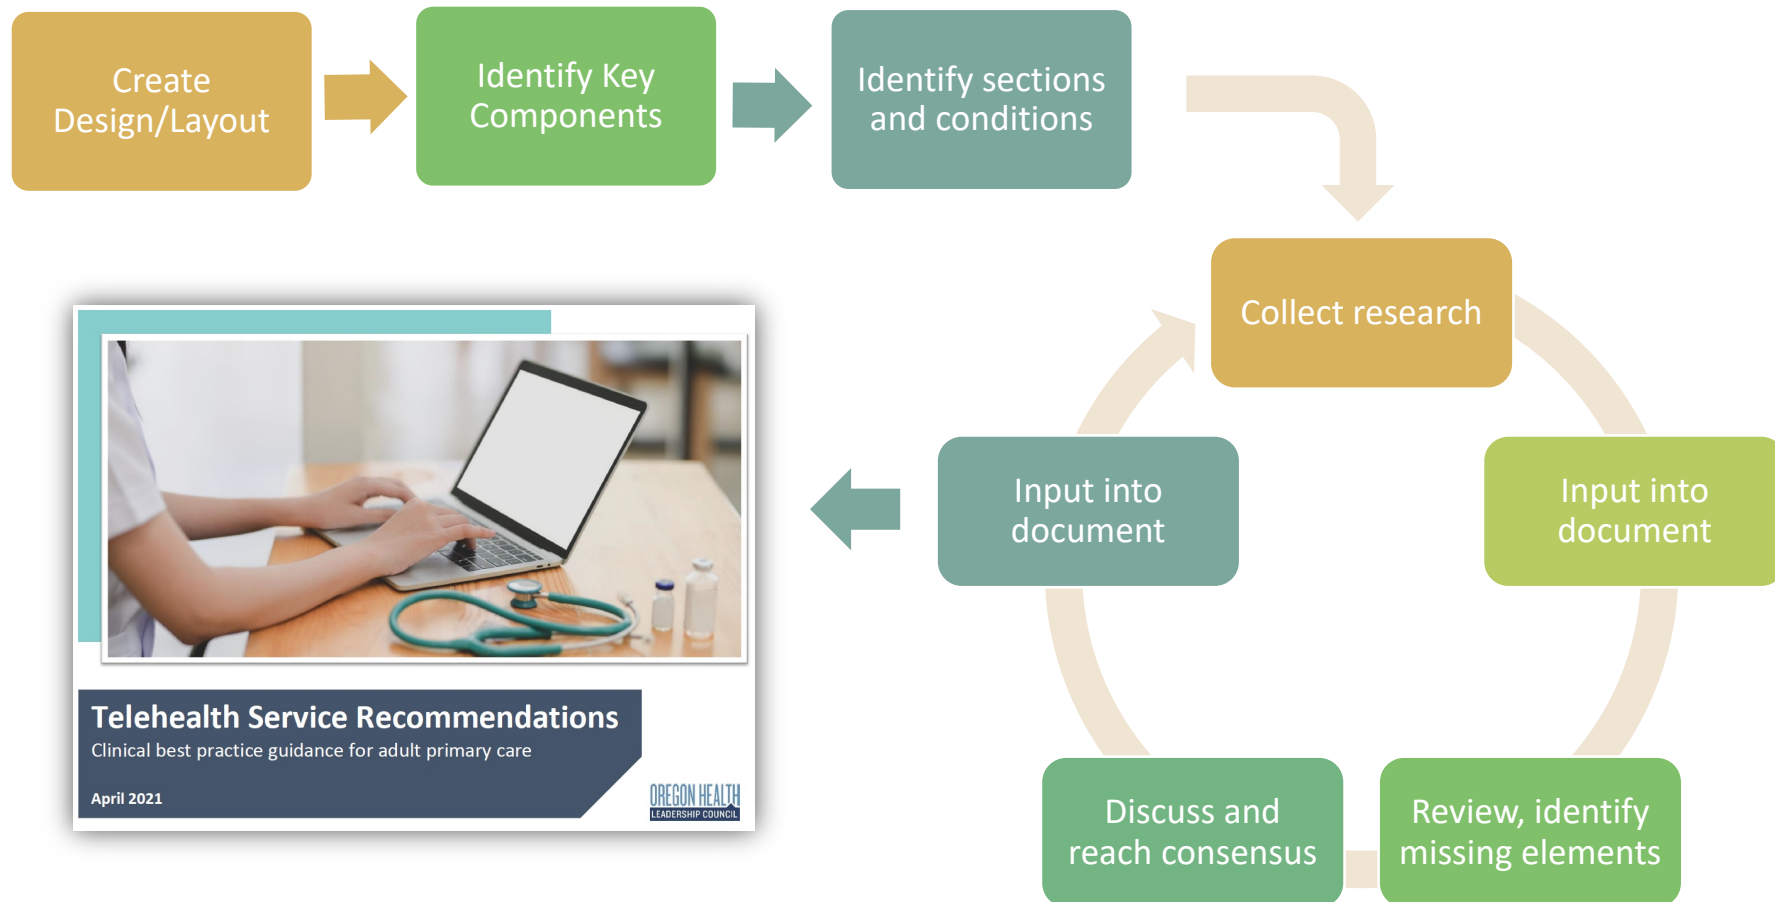 Create
Design/Layout
Identify Key
Components
Identify sections
and conditions
Collect research
Input into
document
Review, identify
missing elements
Discuss and
reach consensus
Input into
document
Telehealth Service Recommendations
Clinical best practice guidance for adult primary care
April 2021
OREGON HEALTH
LEADERSHIP COUNCIL